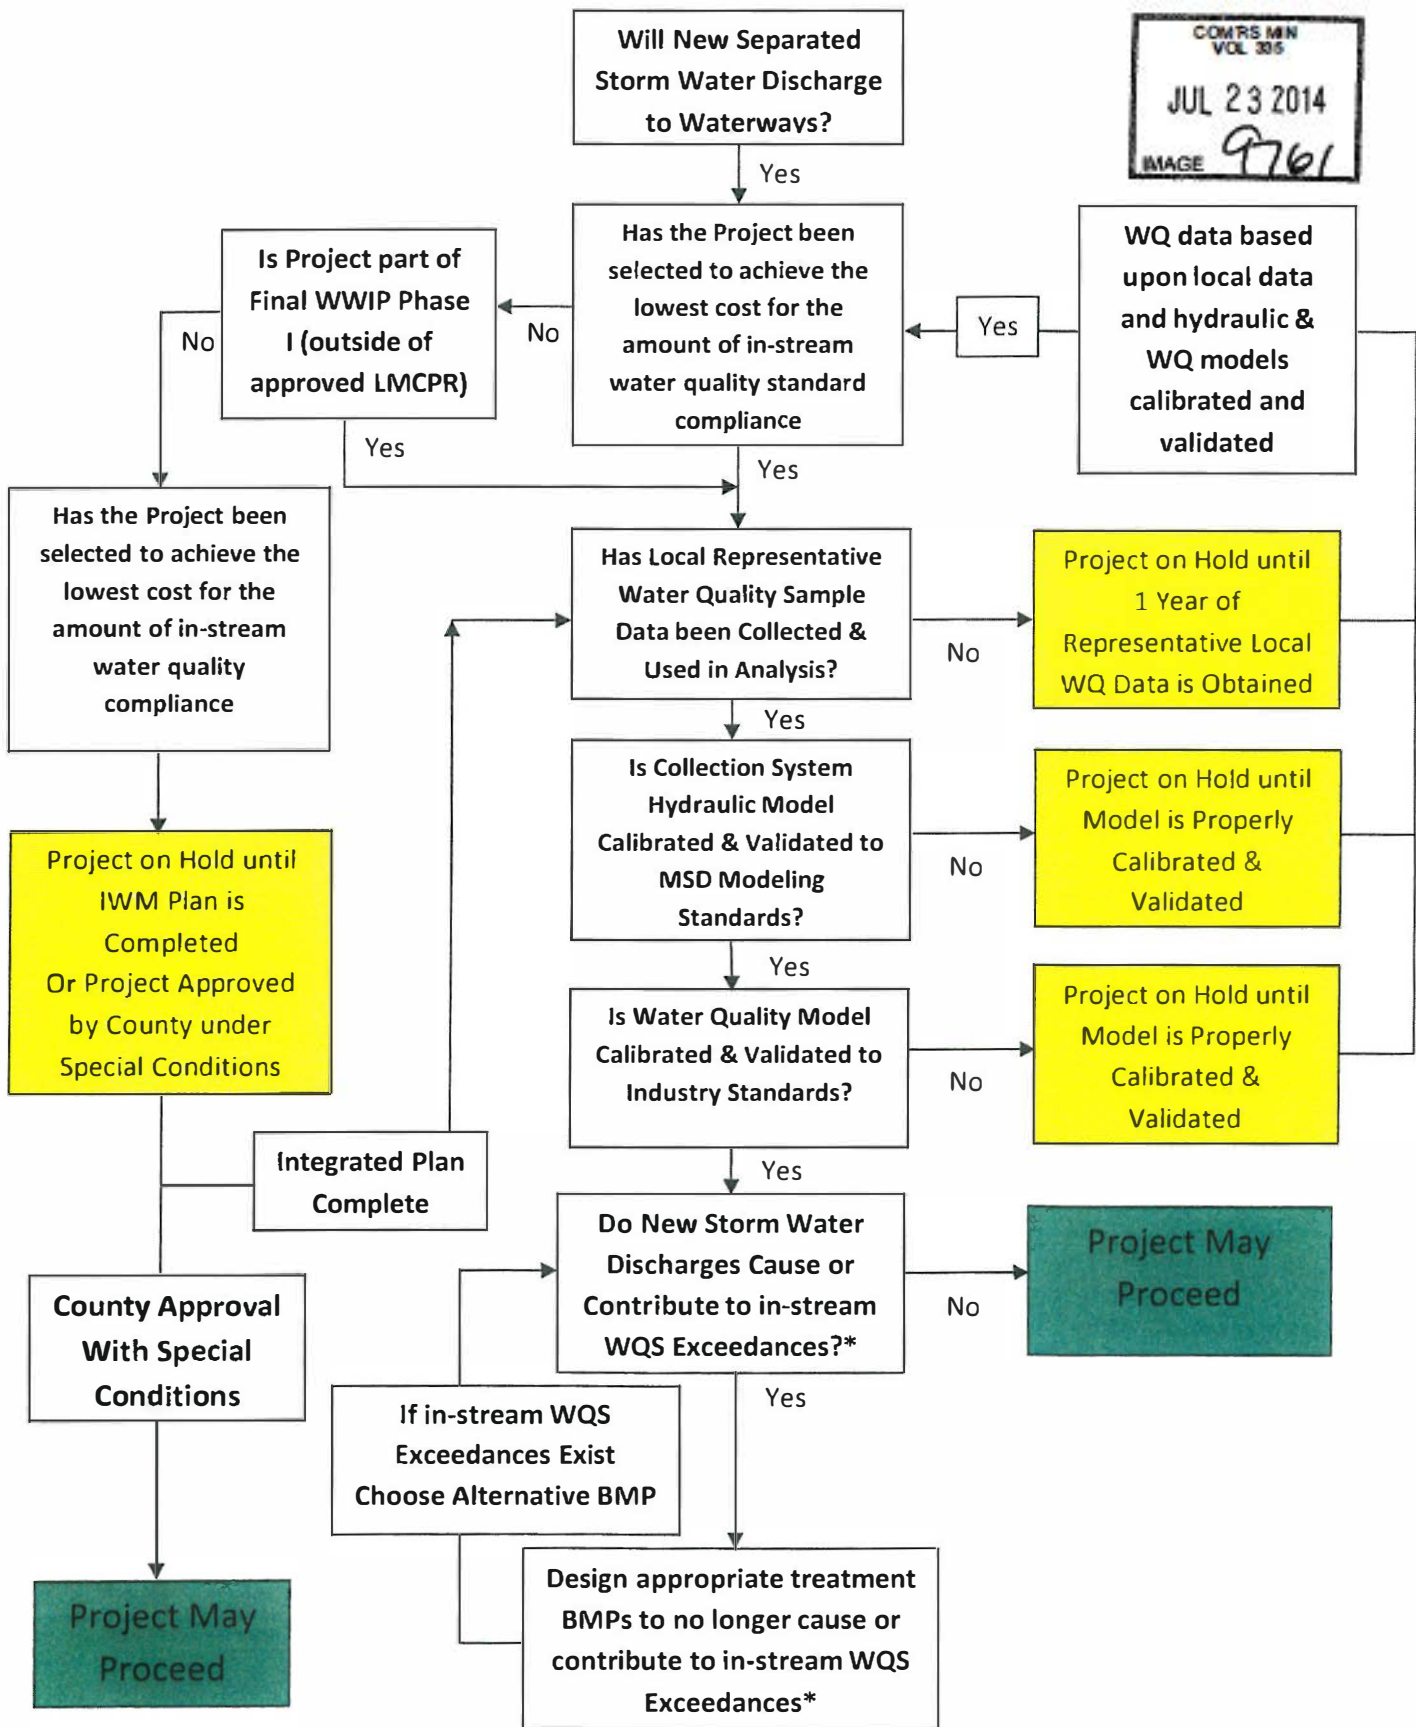 Will New Separated
Storm Water Discharge
to Waterways?
COM'RS MIN
VOL 335
JUL 23 2014
IMAGE 9761
Yes
Is Project part of
Final WWIP Phase
I (outside of
approved LMCPR)
Has the Project been
selected to achieve the
lowest cost for the
amount of in-stream
water quality standard
compliance
WQ data based
upon local data
and hydraulic &
WQ models
calibrated and
validated
Yes
No
No
Yes
Yes
Has the Project been
selected to achieve the
lowest cost for the
amount of in-stream
water quality
compliance
Has Local Representative
Water Quality Sample
Data been Collected &
Used in Analysis?
No
Project on Hold until
1 Year of
Representative Local
WQ Data is Obtained
Yes
Is Collection System
Hydraulic Model
Calibrated & Validated to
MSD Modeling
Standards?
No
Project on Hold until
Model is Properly
Calibrated &
Validated
Project on Hold until
IWM Plan is
Completed
Or Project Approved
by County under
Special Conditions
Yes
Is Water Quality Model
Calibrated & Validated to
Industry Standards?
No
Project on Hold until
Model is Properly
Calibrated &
Validated
Integrated Plan
Complete
Yes
Do New Storm Water
Discharges Cause or
Contribute to in-stream
WQS Exceedances?*
No
Project May
Proceed
County Approval
With Special
Conditions
Yes
If in-stream WQS
Exceedances Exist
Choose Alternative BMP
Design appropriate treatment
BMPs to no longer cause or
contribute to in-stream WQS
Exceedances*
Project May
Proceed